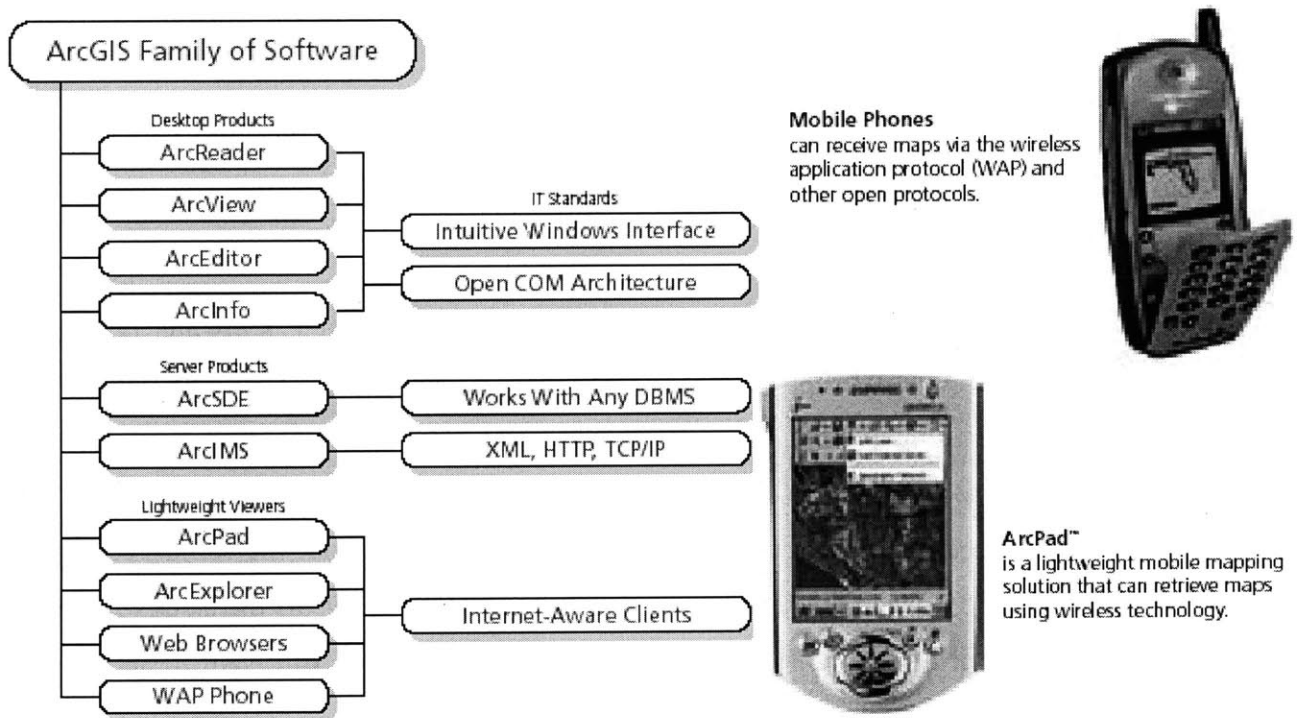 ArcGIS Family of Software
Desktop Products
ArcReader
ArcView
ArcEditor
ArcInfo
IT Standards
Intuitive Windows Interface
Open COM Architecture
Server Products
ArcSDE
Works With Any DBMS
ArcIMS
XML, HTTP, TCP/IP
Lightweight Viewers
ArcPad
ArcExplorer
Web Browsers
WAP Phone
Internet-Aware Clients
Mobile Phones
can receive maps via the wireless
application protocol (WAP) and
other open protocols.
ArcPad™
is a lightweight mobile mapping
solution that can retrieve maps
using wireless technology.